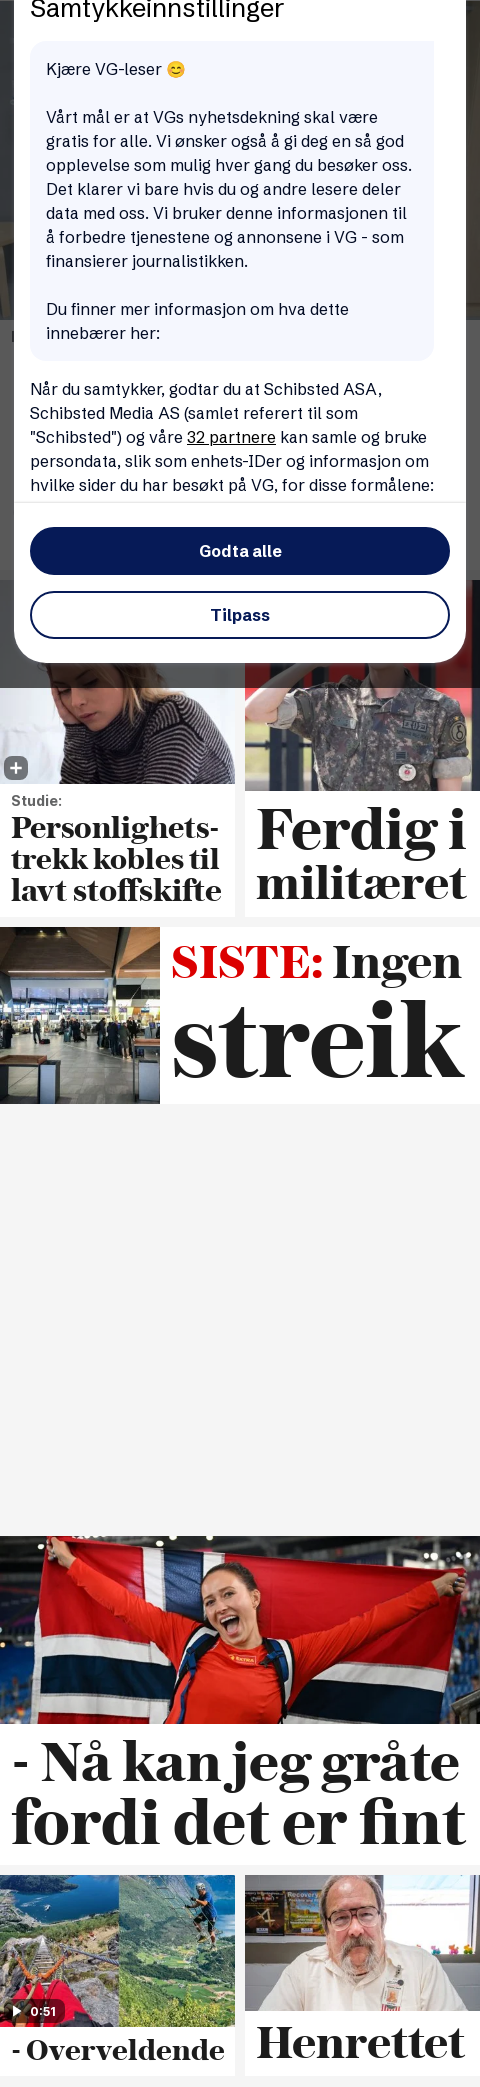 Samtykkeinnstillinger
Kjære VG-leser 😊
Vårt mål er at VGs nyhetsdekning skal være
gratis for alle. Vi ønsker også å gi deg en så god
opplevelse som mulig hver gang du besøker oss.
Det klarer vi bare hvis du og andre lesere deler
data med oss. Vi bruker denne informasjonen til
å forbedre tjenestene og annonsene i VG - som
finansierer journalistikken.
Du finner mer informasjon om hva dette
innebærer her:
Når du samtykker, godtar du at Schibsted ASA,
Schibsted Media AS (samlet referert til som
"Schibsted") og våre 32 partnere kan samle og bruke
persondata, slik som enhets-IDer og informasjon om
hvilke sider du har besøkt på VG, for disse formålene:
Godta alle
Tilpass
Studie:
Personlighets-
trekk kobles til
lavt stoffskifte
Ferdig i
militæret
SISTE: Ingen
streik
- Nå kan jeg gråte
fordi det er fint
0:51
- Overveldende
Recovery
Henrettet